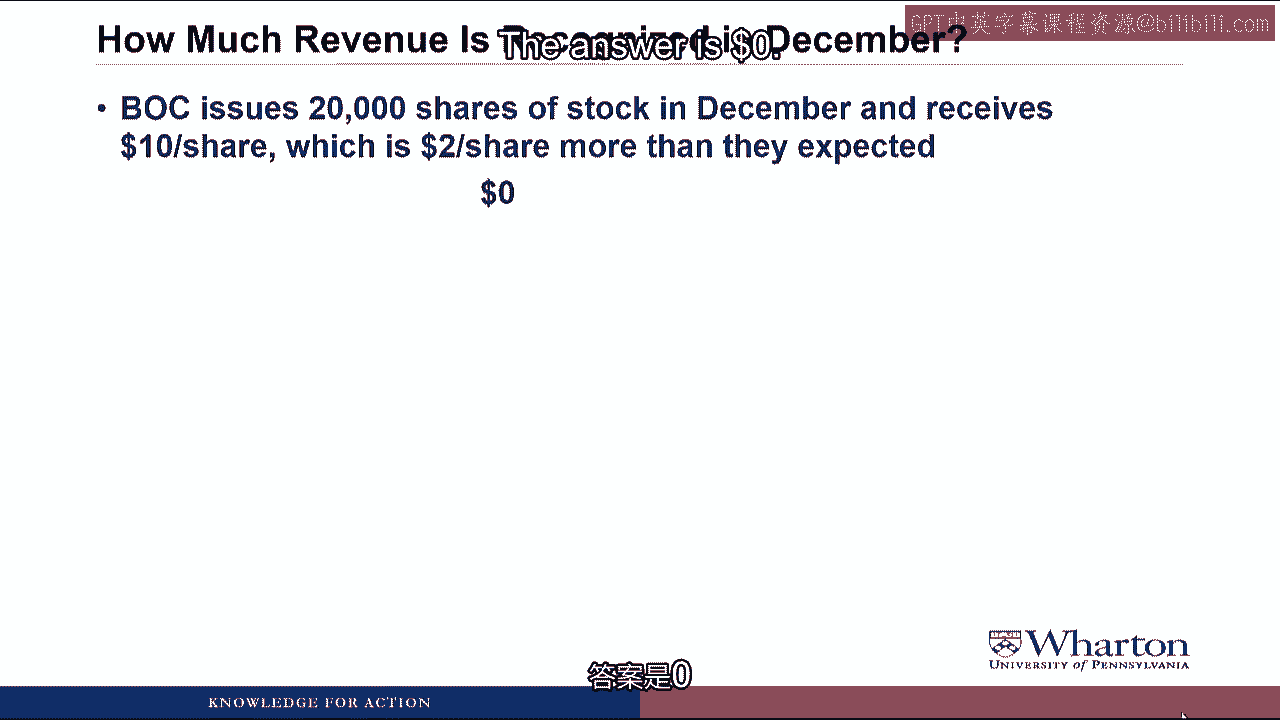 GPT中英字幕课程资源@bilibili.com
How Much Revenue Is Recognized in December?
The answer is $0.
• BOC issues 20,000 shares of stock in December and receives
$10/share, which is $2/share more than they expected
$0
Wharton
UNIVERSITY of PENNSYLVANIA
答案是0
KNOWLEDGE FOR ACTION